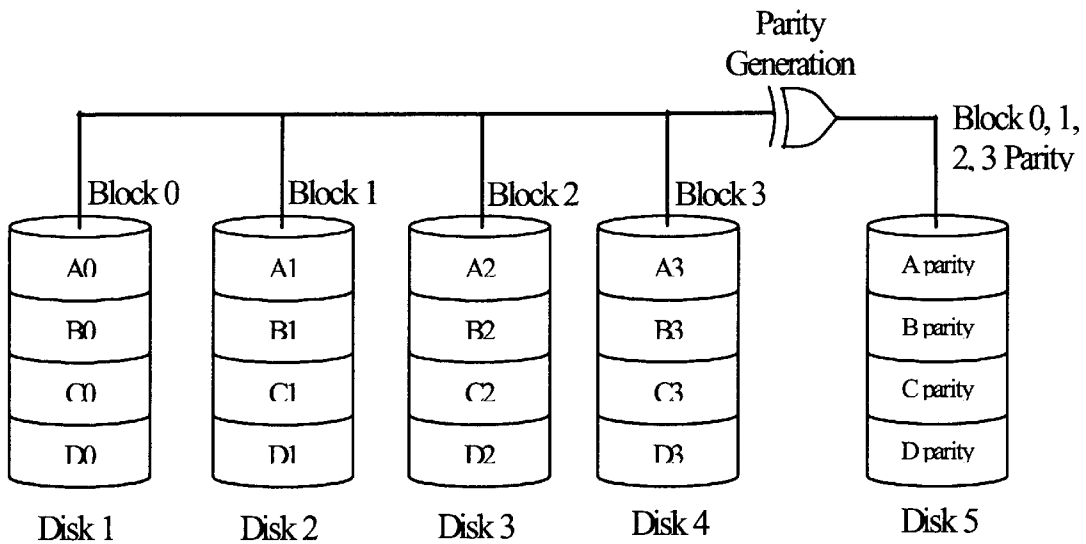 Parity
Generation
Block 0, 1,
2, 3 Parity
Block 0
Block 1
Block 2
Block 3
A0
A1
A2
A3
A parity
B0
B1
B2
B3
B parity
C0
C1
C2
C3
C parity
D0
D1
D2
D3
D parity
Disk 1
Disk 2
Disk 3
Disk 4
Disk 5